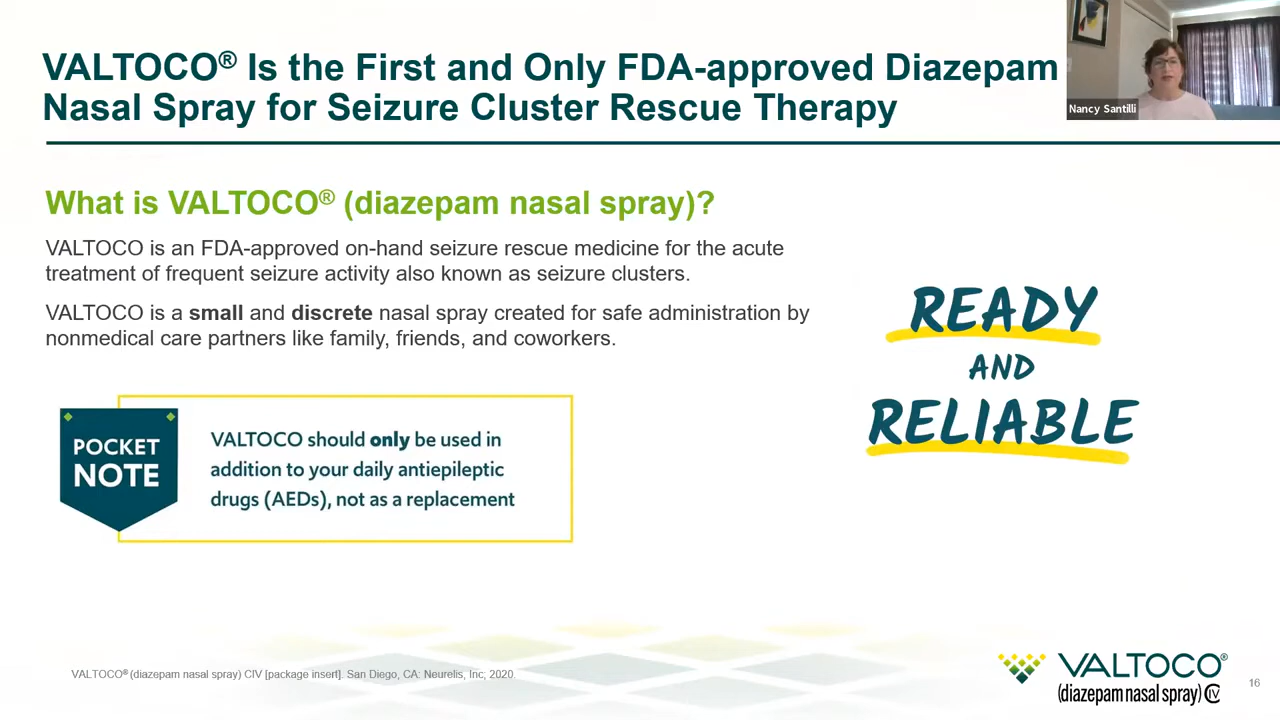 VALTOCO® Is the First and Only FDA-approved Diazepam
Nasal Spray for Seizure Cluster Rescue Therapy
Nancy Santilli
What is VALTOCO® (diazepam nasal spray)?
VALTOCO is an FDA-approved on-hand seizure rescue medicine for the acute
treatment of frequent seizure activity also known as seizure clusters.
VALTOCO is a small and discrete nasal spray created for safe administration by
nonmedical care partners like family, friends, and coworkers.
READY
AND
RELIABLE
POCKET
NOTE
VALTOCO should only be used in
addition to your daily antiepileptic
drugs (AEDs), not as a replacement
VALTOCO® (diazepam nasal spray) CIV [package insert]. San Diego, CA: Neurelis, Inc; 2020.
VALTOCO®
(diazepam nasal spray) CIV
16